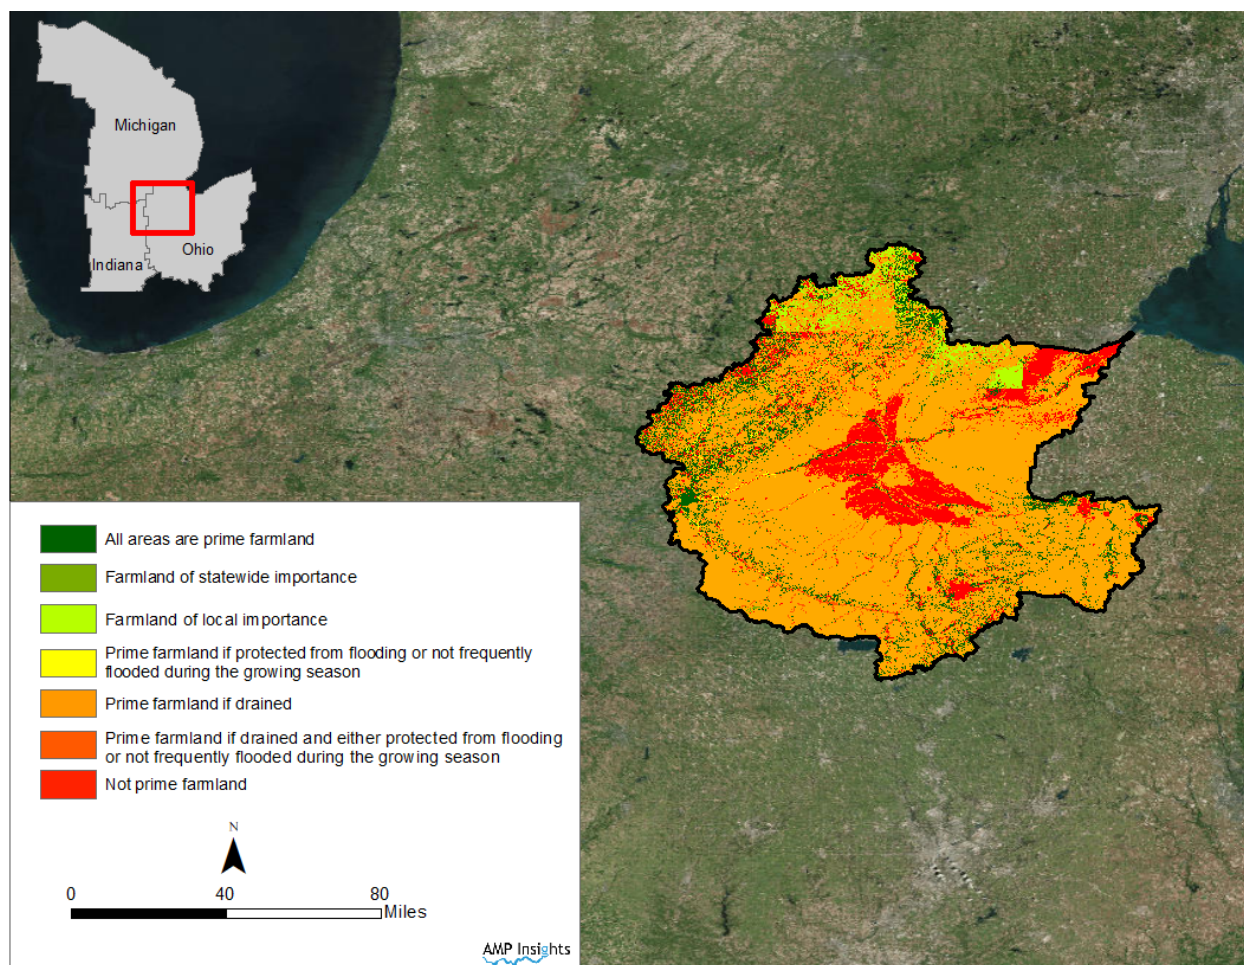 Michigan
Ohio
Indiana
All areas are prime farmland
Farmland of statewide importance
Farmland of local importance
Prime farmland if protected from flooding or not frequently
flooded during the growing season
Prime farmland if drained
Prime farmland if drained and either protected from flooding
or not frequently flooded during the growing season
Not prime farmland
N
0 40 80
Miles
AMP Insights